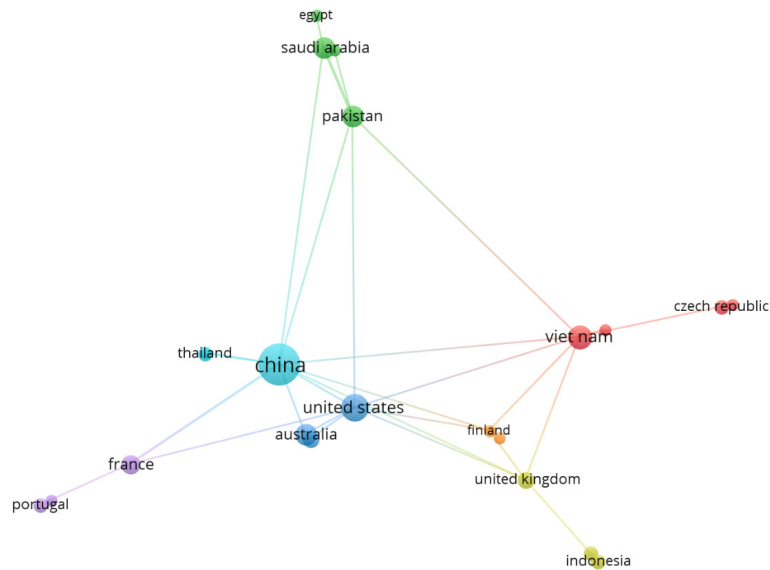 egypt
saudi arabia
pakistan
czech republic
viet nam
thailand
china
united states
finland
australia
france
united kingdom
portugal
indonesia